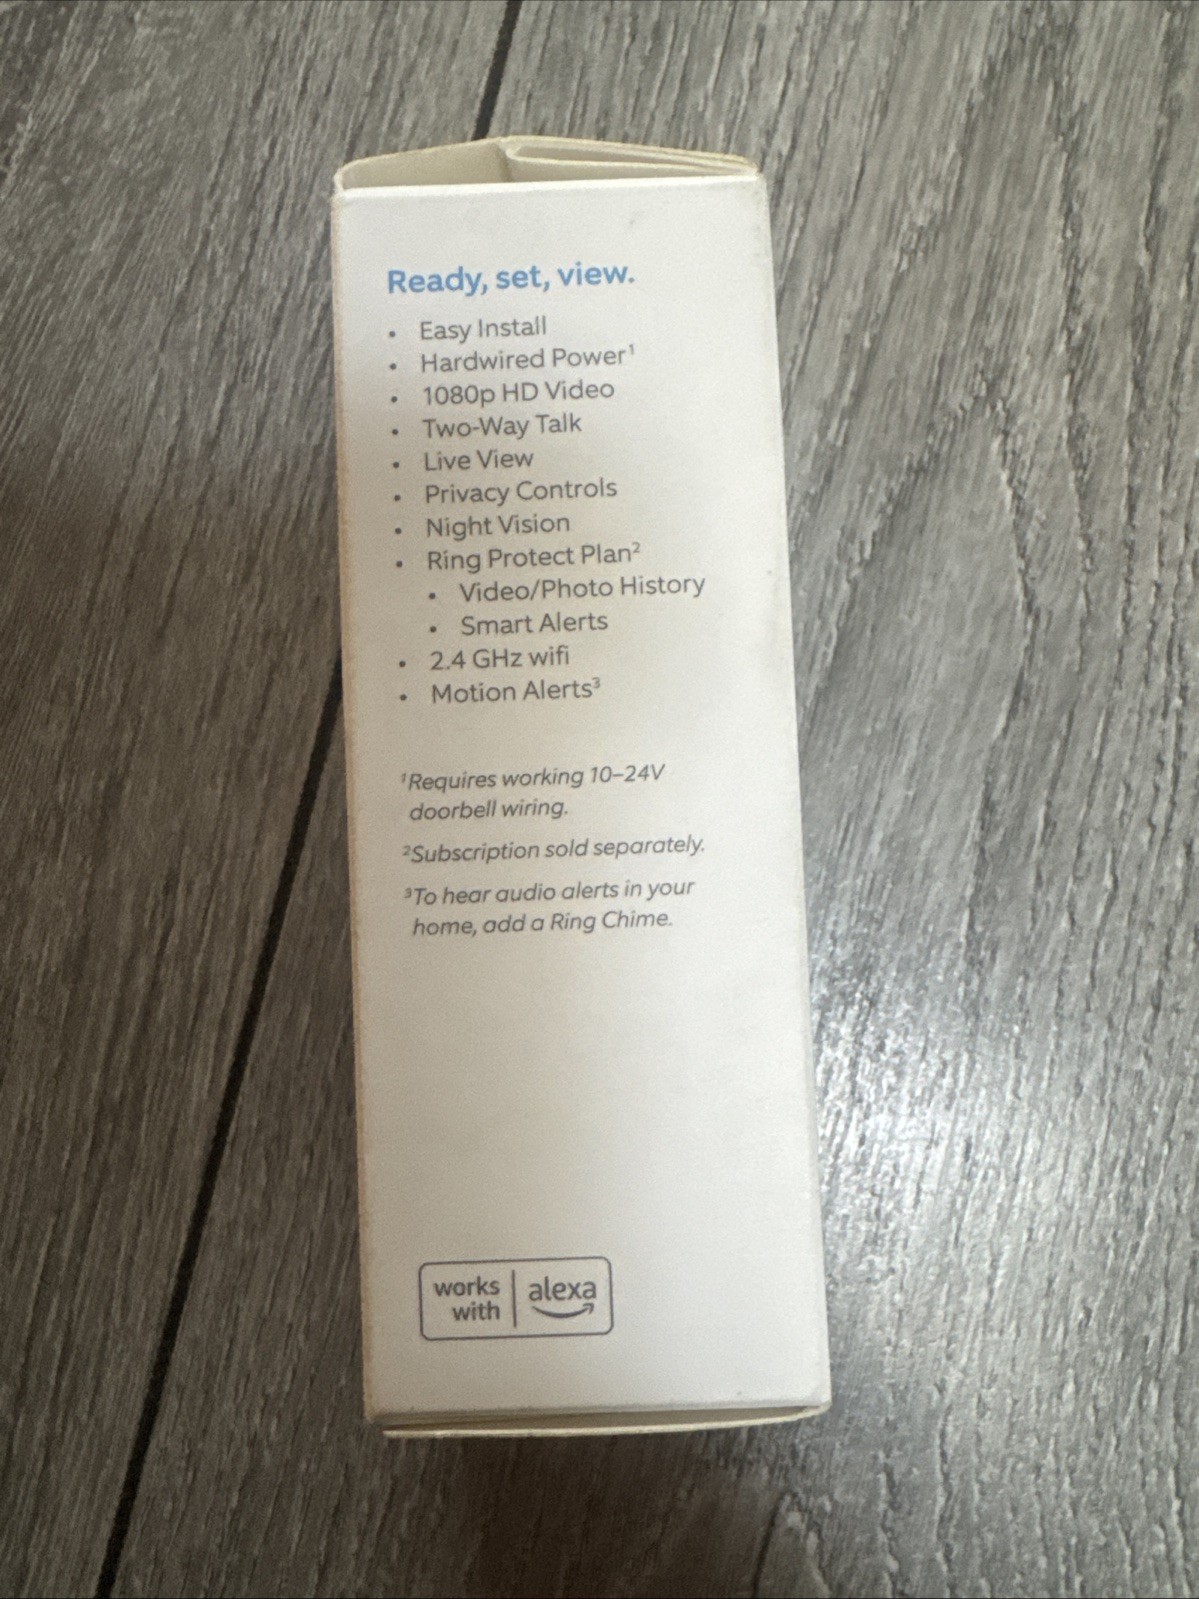 Ready, set, view.
• Easy Install
• Hardwired Power¹
• 1080p HD Video
• Two-Way Talk
• Live View
• Privacy Controls
• Night Vision
• Ring Protect Plan²
• Video/Photo History
• Smart Alerts
• 2.4 GHz wifi
• Motion Alerts³
¹Requires working 10–24V
doorbell wiring.
²Subscription sold separately.
³To hear audio alerts in your
home, add a Ring Chime.
works | alexa
with